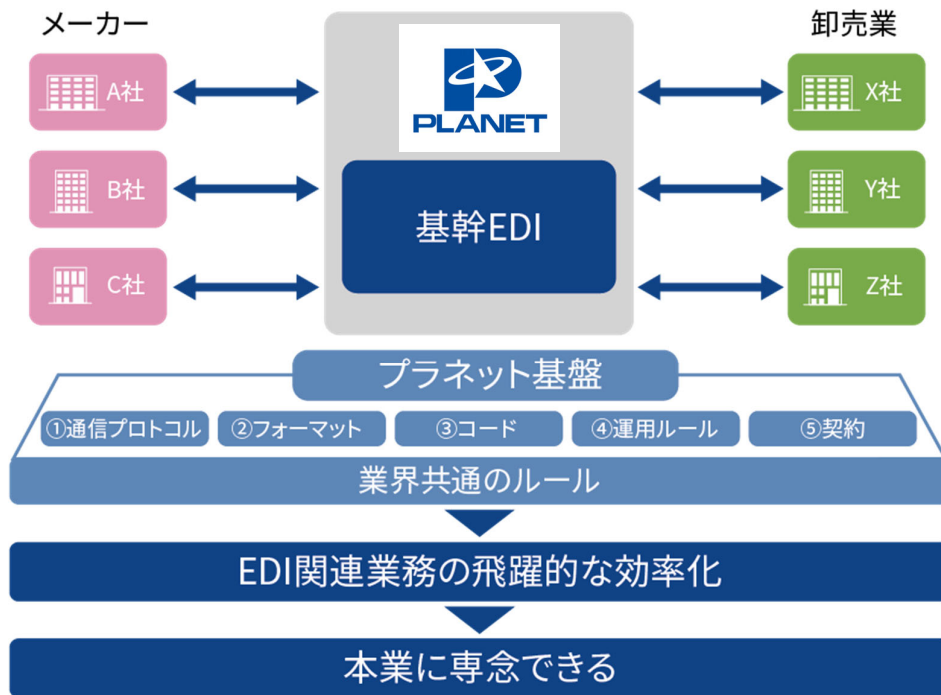 メーカー
卸売業
A社
B社
C社
PLANET
基幹EDI
X社
Y社
Z社
プラネット基盤
①通信プロトコル
②フォーマット
③コード
④運用ルール
⑤契約
業界共通のルール
EDI関連業務の飛躍的な効率化
本業に専念できる